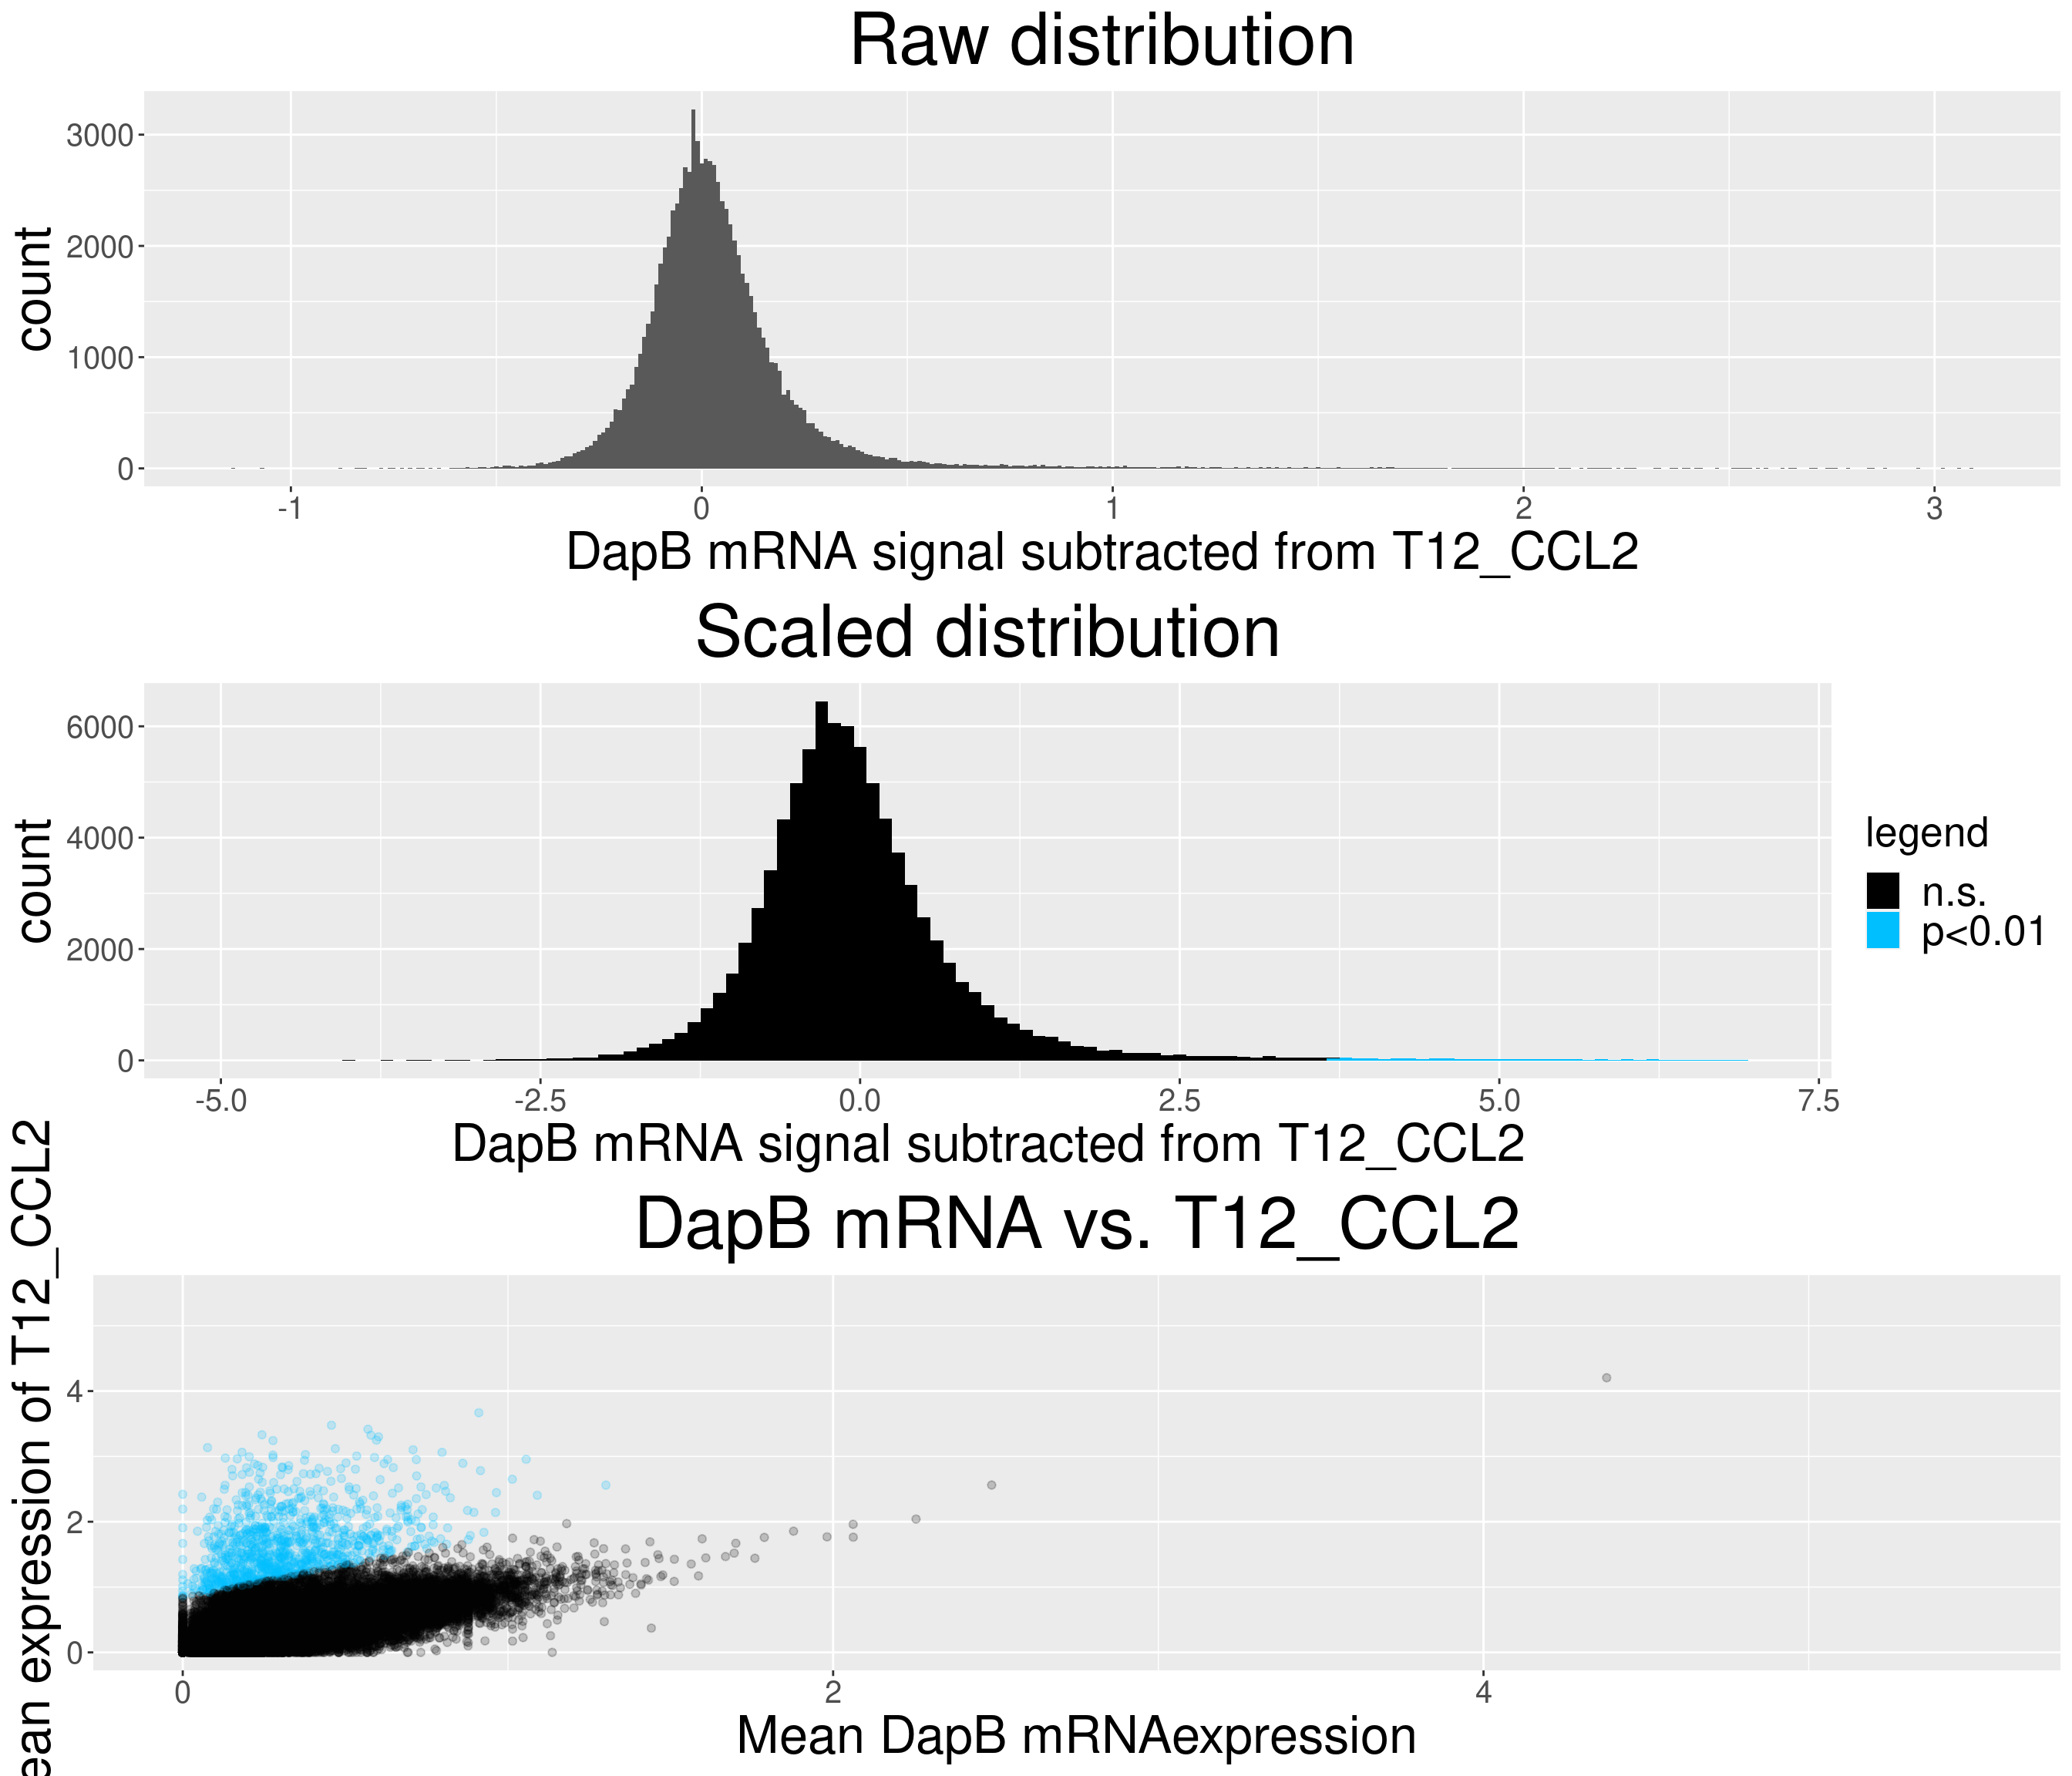 Raw distribution
3000
2000
1000
0
count
-1 0 1 2 3
DapB mRNA signal subtracted from T12_CCL2
Scaled distribution
6000
4000
2000
0
count
-5.0 -2.5 0.0 2.5 5.0 7.5
DapB mRNA signal subtracted from T12_CCL2
legend
n.s.
p<0.01
DapB mRNA vs. T12_CCL2
4
2
0
ean expression of T12_CCL2
0 2 4
Mean DapB mRNAexpression